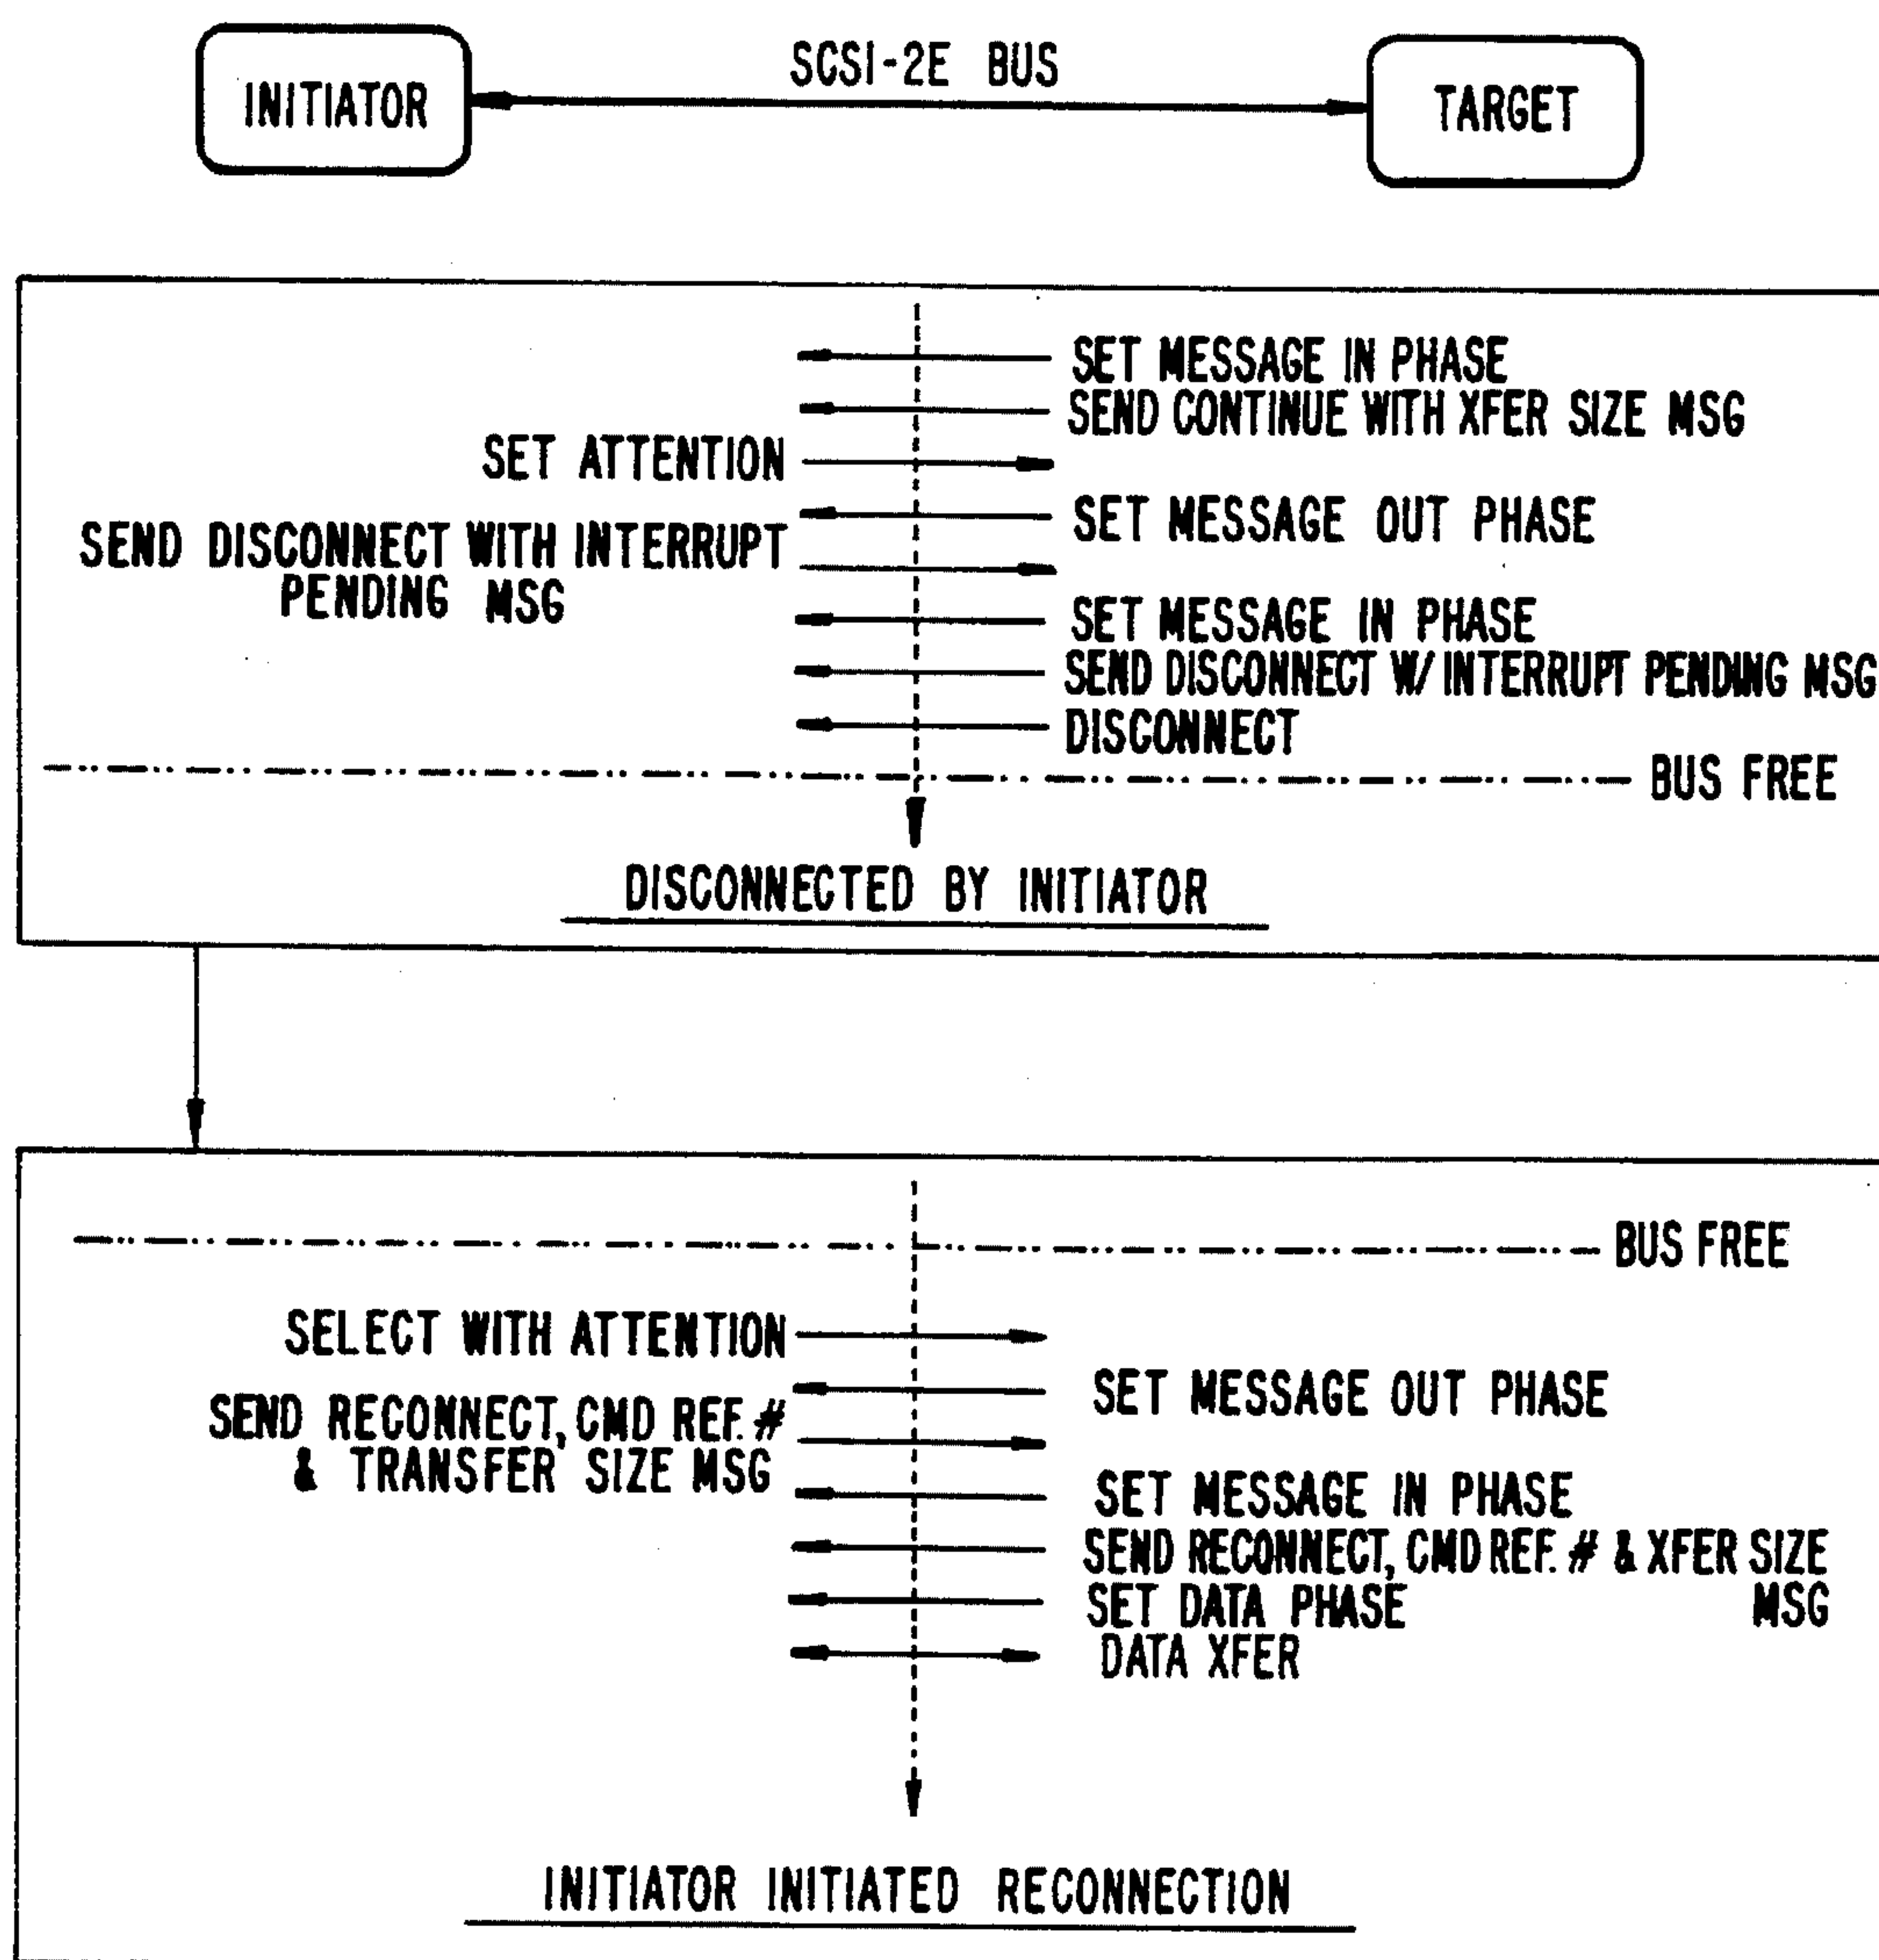 SCSI-2E BUS
INITIATOR
TARGET
SET MESSAGE IN PHASE
SEND CONTINUE WITH XFER SIZE MSG
SET ATTENTION
SET MESSAGE OUT PHASE
SEND DISCONNECT WITH INTERRUPT
PENDING MSG
SET MESSAGE IN PHASE
SEND DISCONNECT W/ INTERRUPT PENDING MSG
DISCONNECT
BUS FREE
DISCONNECTED BY INITIATOR
BUS FREE
SELECT WITH ATTENTION
SET MESSAGE OUT PHASE
SEND RECONNECT, CMD REF. #
& TRANSFER SIZE MSG
SET MESSAGE IN PHASE
SEND RECONNECT, CMD REF. # & XFER SIZE
SET DATA PHASE MSG
DATA XFER
INITIATOR INITIATED RECONNECTION